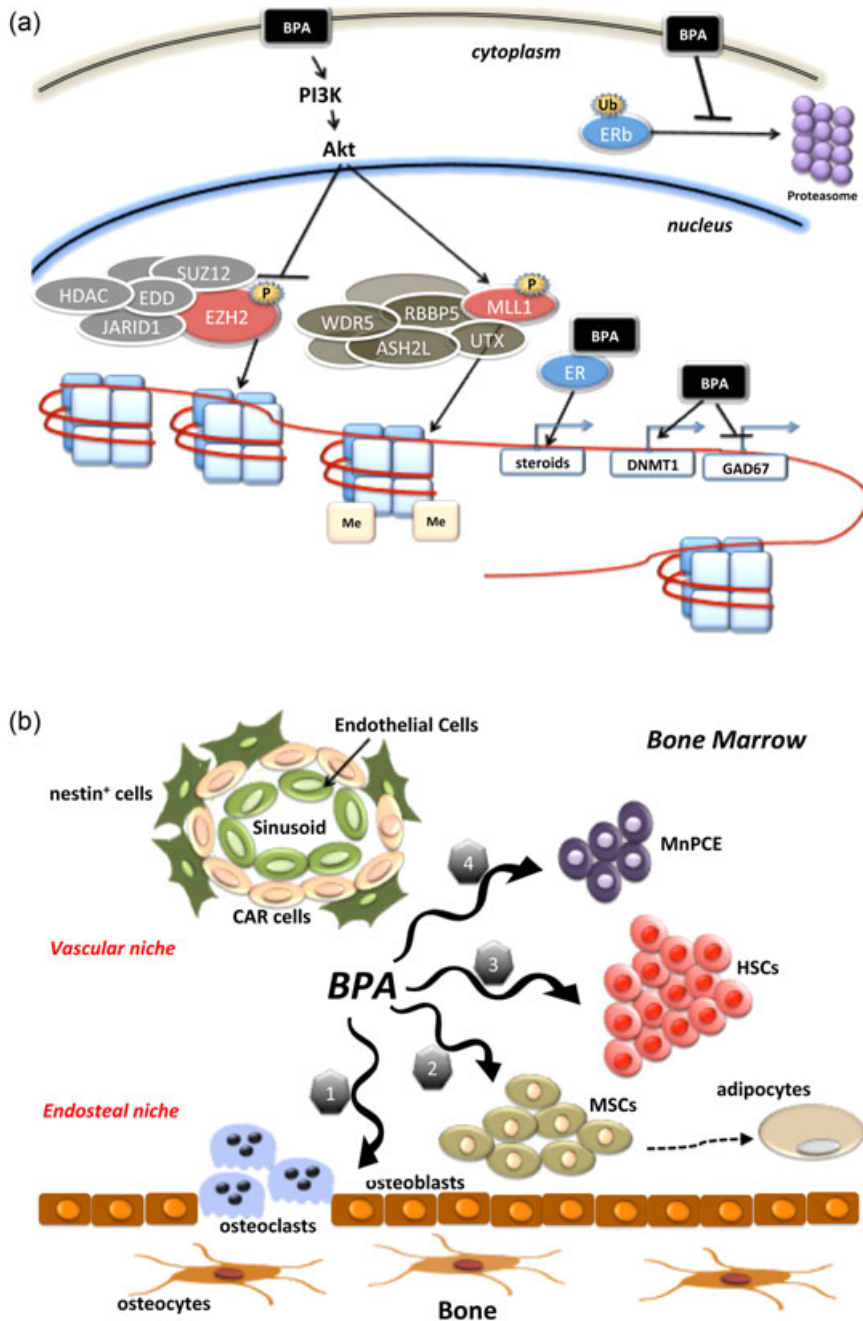 (a)
BPA
BPA
cytoplasm
PI3K
Ub
ERb
Akt
Proteasome
nucleus
SUZ12
P
P
HDAC
EDD
EZH2
MLL1
RBBP5
WDR5
JARID1
UTX
ASH2L
BPA
ER
BPA
steroids
DNMT1
GAD67
Me
Me
(b)
Endothelial Cells
Bone Marrow
nestin+ cells
Sinusoid
4
MnPCE
CAR cells
Vascular niche
3
HSCs
BPA
2
1
MSCs
adipocytes
Endosteal niche
osteoblasts
osteoclasts
osteocytes
Bone